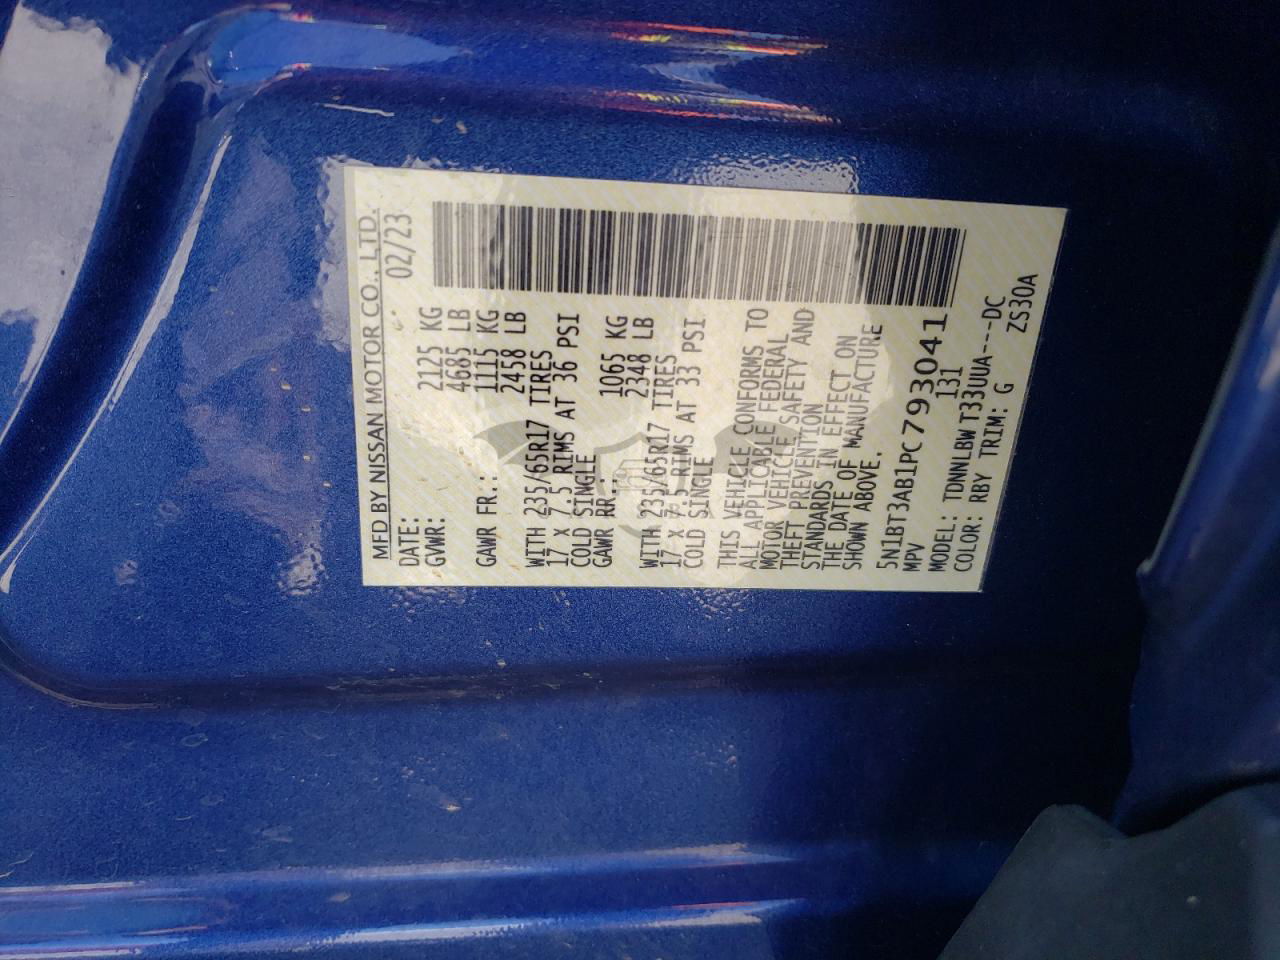 MFD BY NISSAN MOTOR CO., LTD.
DATE: 02/23
GVWR: 2125 KG
4685 LB
GAWR FR.: 1115 KG
2458 LB
WITH 235/65R17 TIRES
17 X 7.5 RIMS AT 36 PSI
COLD SINGLE
GAWR RR.: 1065 KG
2348 LB
WITH 235/65R17 TIRES
17 X 7.5 RIMS AT 33 PSI
COLD SINGLE
THIS VEHICLE CONFORMS TO
ALL APPLICABLE FEDERAL
MOTOR VEHICLE SAFETY AND
THEFT PREVENTION
STANDARDS IN EFFECT ON
THE DATE OF MANUFACTURE
SHOWN ABOVE.
5N1BT3AB1PC793041
MPV 131
MODEL: TDNNLBW T33UUA----DC
COLOR: RBY TRIM: G ZS30A